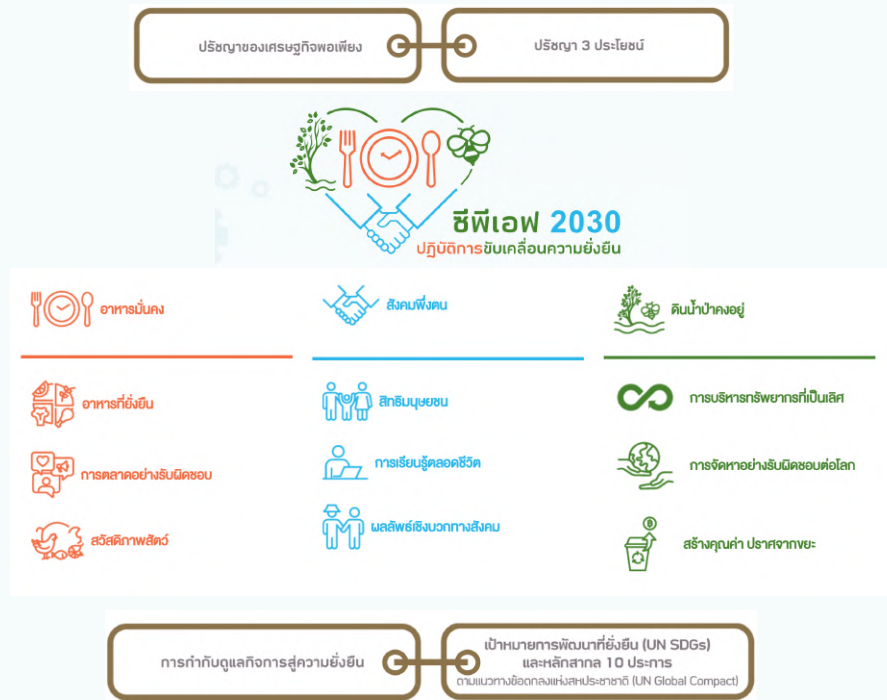 ปรัชญาของเศรษฐกิจพอเพียง
ปรัชญา 3 ประโยชน์
ซีพีเอฟ 2030
ปฏิบัติการขับเคลื่อนความยั่งยืน
อาหารมั่นคง
สังคมพึ่งตน
ดินน้ำป่าคงอยู่
อาหารที่ยั่งยืน
สิทธิมนุษยชน
การบริหารทรัพยากรที่เป็นเลิศ
การตลาดอย่างรับผิดชอบ
การเรียนรู้ตลอดชีวิต
การจัดหาอย่างรับผิดชอบต่อโลก
สวัสดิภาพสัตว์
ผลลัพธ์เชิงบวกทางสังคม
สร้างคุณค่า ปราศจากขยะ
การกำกับดูแลกิจการสู่ความยั่งยืน
เป้าหมายการพัฒนาที่ยั่งยืน (UN SDGs)
และหลักสากล 10 ประการ
ตามแนวทางข้อตกลงแห่งสหประชาชาติ (UN Global Compact)